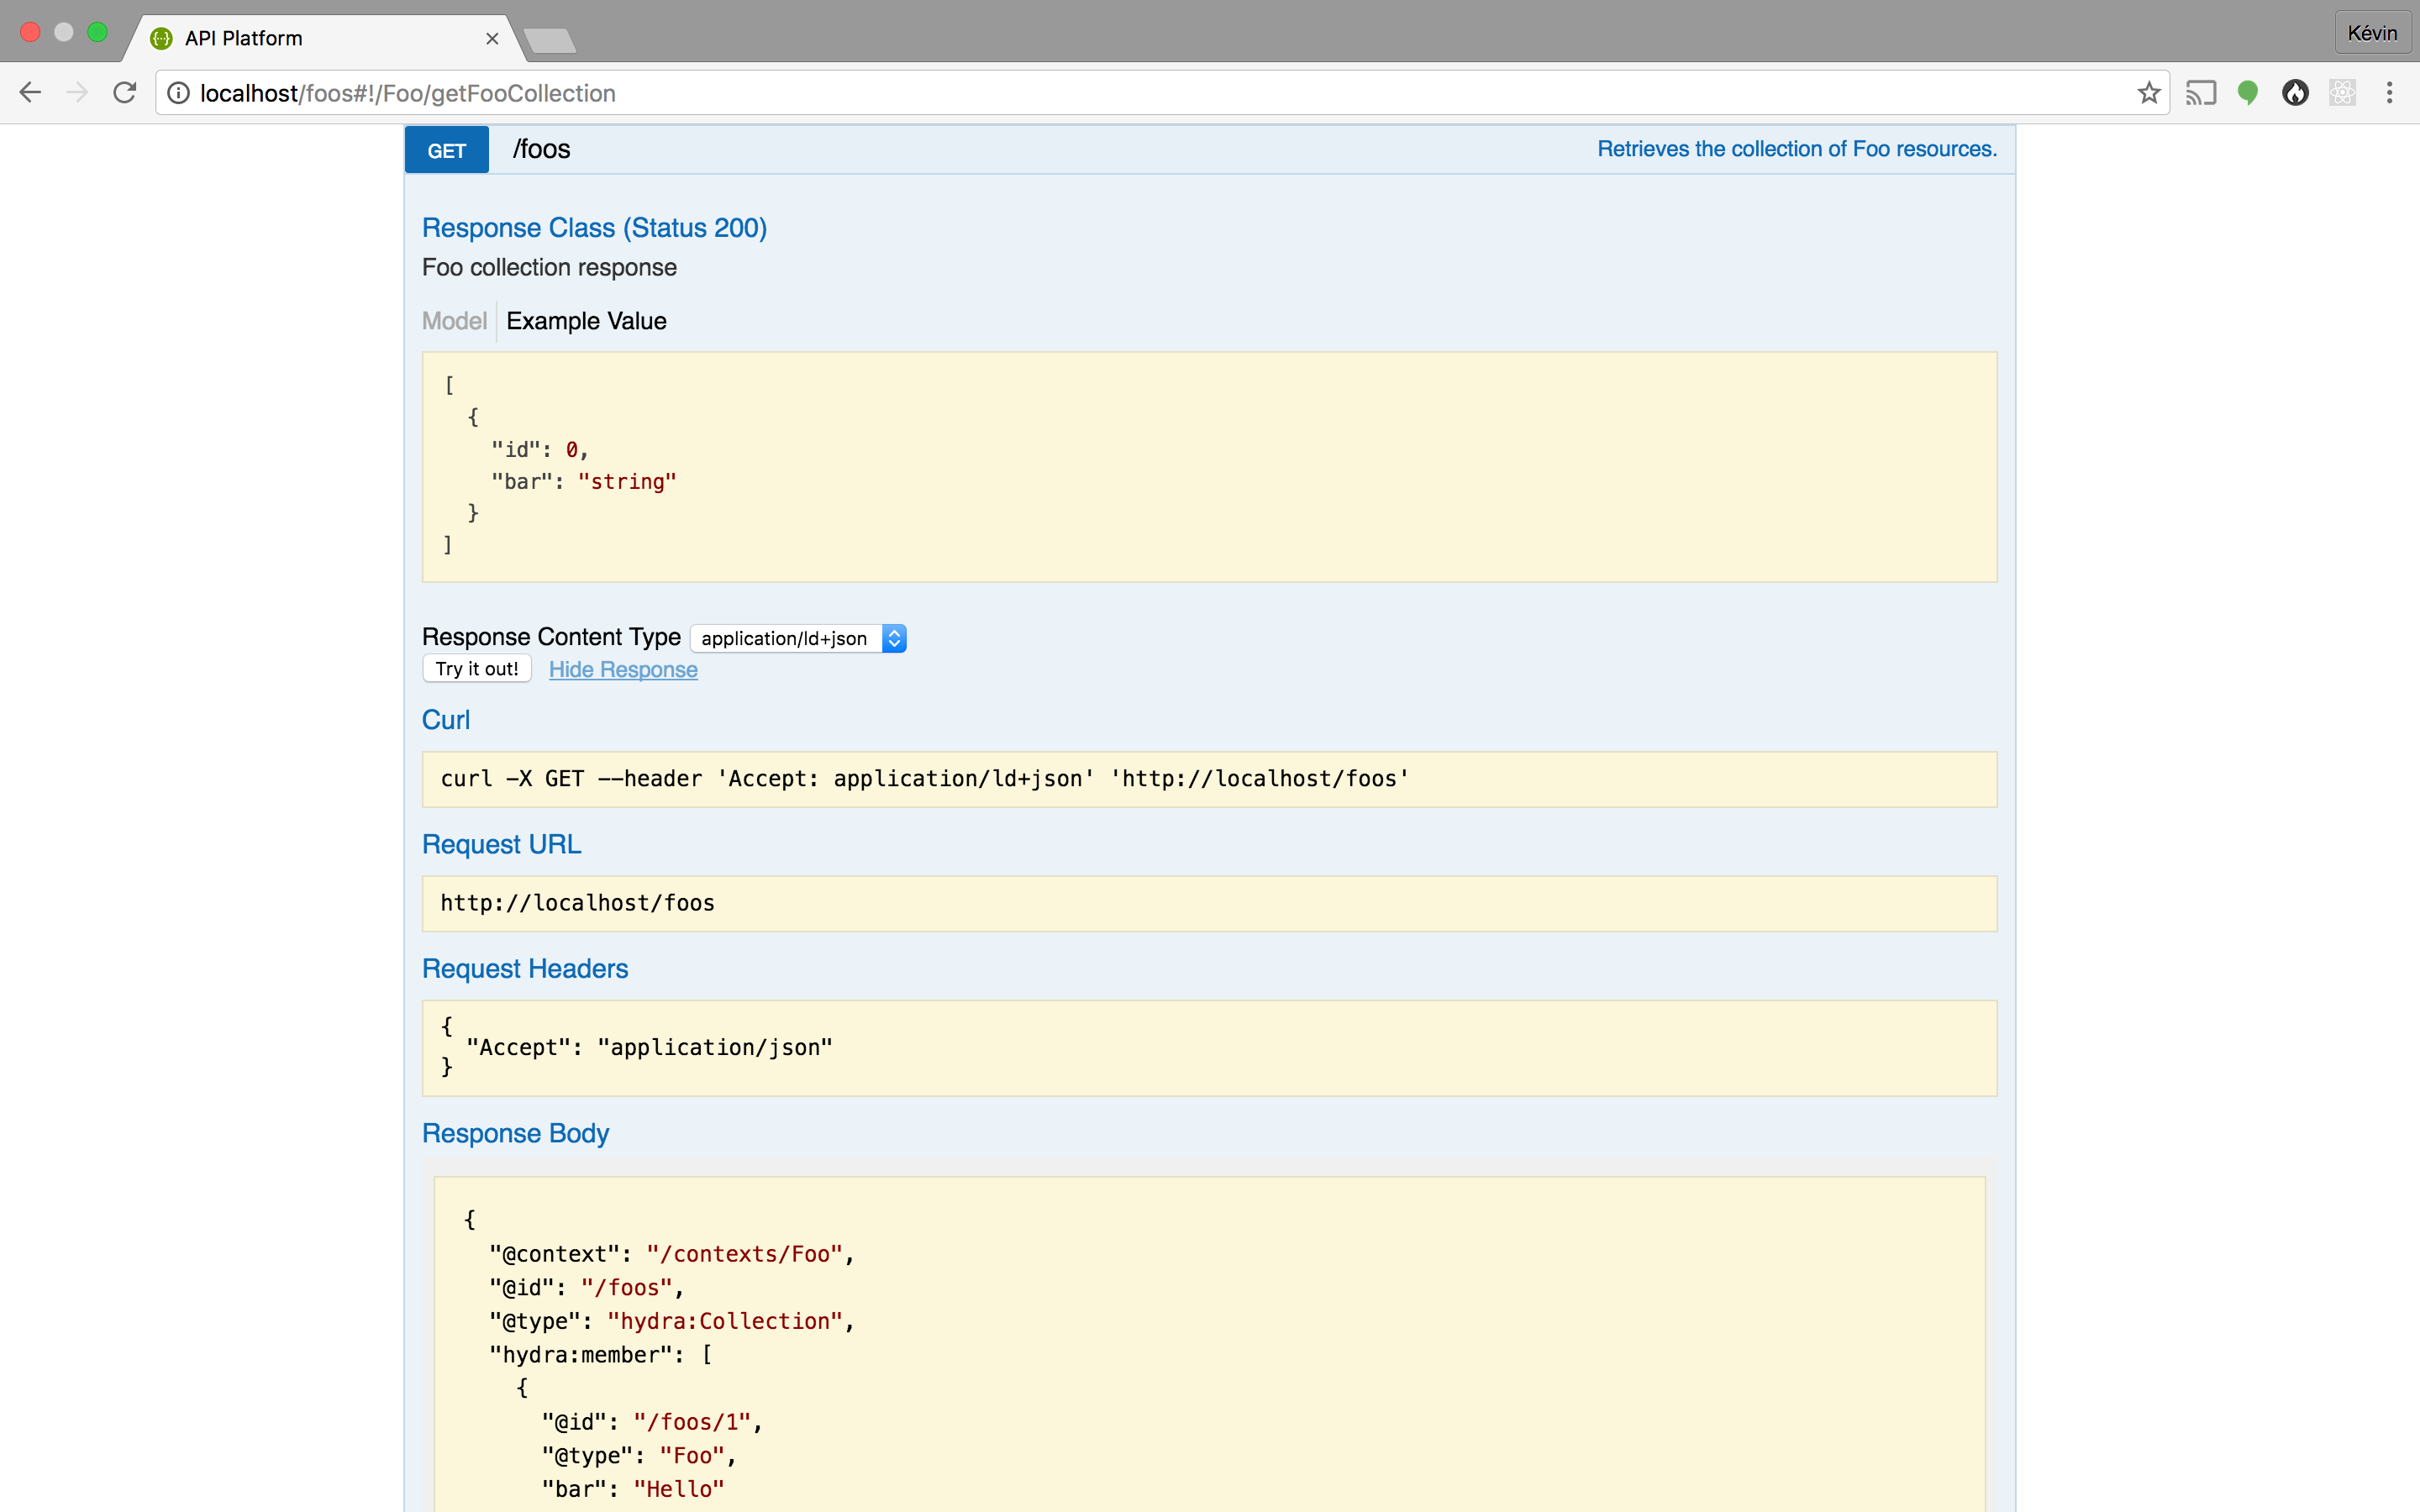 API Platform
Kévin
localhost/foos#!/Foo/getFooCollection
GET /foos Retrieves the collection of Foo resources.
Response Class (Status 200)
Foo collection response
Model Example Value
[
  {
    "id": 0,
    "bar": "string"
  }
]
Response Content Type application/ld+json
Try it out! Hide Response
Curl
curl -X GET --header 'Accept: application/ld+json' 'http://localhost/foos'
Request URL
http://localhost/foos
Request Headers
{
  "Accept": "application/json"
}
Response Body
{
  "@context": "/contexts/Foo",
  "@id": "/foos",
  "@type": "hydra:Collection",
  "hydra:member": [
    {
      "@id": "/foos/1",
      "@type": "Foo",
      "bar": "Hello"